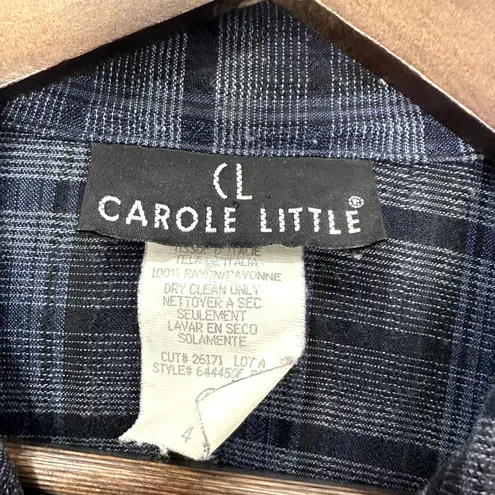 CL
CAROLE LITTLE®
100% RAYON/RAYONNE
DRY CLEAN ONLY
NETTOYER A SEC
SEULEMENT
LAVAR EN SECO
SOLAMENTE
CUT# 26171 LOT A
STYLE#
4